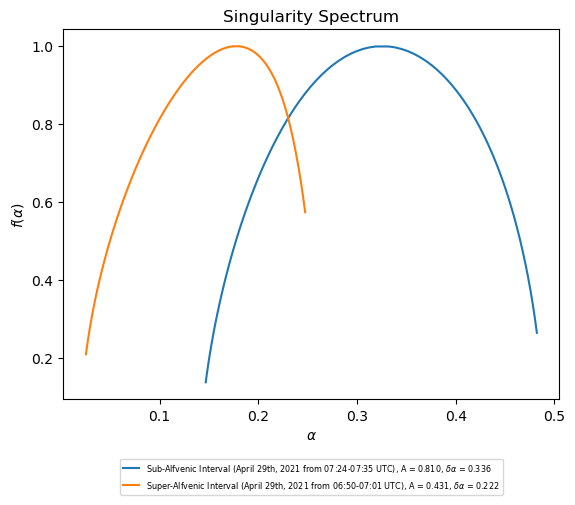 Singularity Spectrum
1.0
0.8
0.6
0.4
0.2
f(α)
0.1 0.2 0.3 0.4 0.5
α
Sub-Alfvenic Interval (April 29th, 2021 from 07:24-07:35 UTC), A = 0.810, δα = 0.336
Super-Alfvenic Interval (April 29th, 2021 from 06:50-07:01 UTC), A = 0.431, δα = 0.222